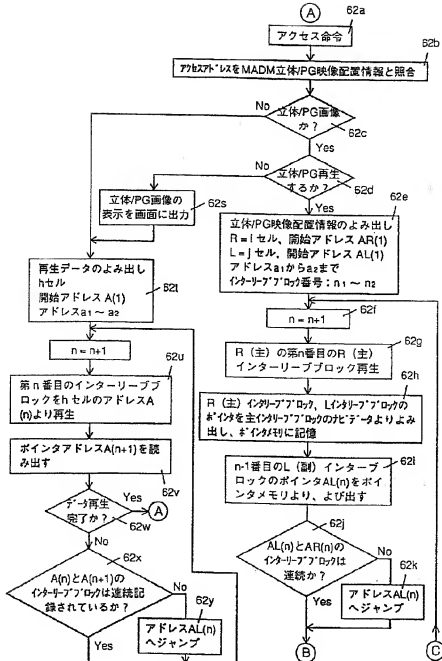 A
62a
アクセス命令
62b
アクセスアドレスをMADM立体/PG映像配置情報と照合
No
立体/PG画像
か?
62c
Yes
No
立体/PG再生
するか?
62d
立体/PG画像の
表示を画面に出力
62s
Yes
62e
立体/PG映像配置情報のよみ出し
R=iセル、開始アドレスAR(1)
L=jセル、開始アドレスAL(1)
アドレスa1からa2まで
インターリーブブロック番号:n1~n2
再生データのよみ出し
hセル
開始アドレスA(1)
アドレスa1~a2
62t
62f
n=n+1
n=n+1
62g
R(主)の第n番目のR(主)
インターリーブブロック再生
62u
第n番目のインターリーブブ
ロックをhセルのアドレスA
(n)より再生
62h
R(主)インタリーブブロック、Lインタリーブブロックの
ポインタを主インタリーブブロックのナビデータよりよみ
出し、ポインタメモリに記憶
ポインタアドレスA(n+1)を読
み出す
62v
62i
n-1番目のL(副)インターブ
ロックのポインタAL(n)をポイ
ンタメモリより、よび出す
データ再生
完了か?
62w
Yes
A
No
62j
AL(n)とAR(n)の
インターリーブブロックは
連続か?
No
62k
アドレスAL(n)
へジャンプ
Yes
62x
A(n)とA(n+1)の
インターリーブブロックは連続記
録されているか?
No
62y
アドレスAL(n)
へジャンプ
Yes
B
C